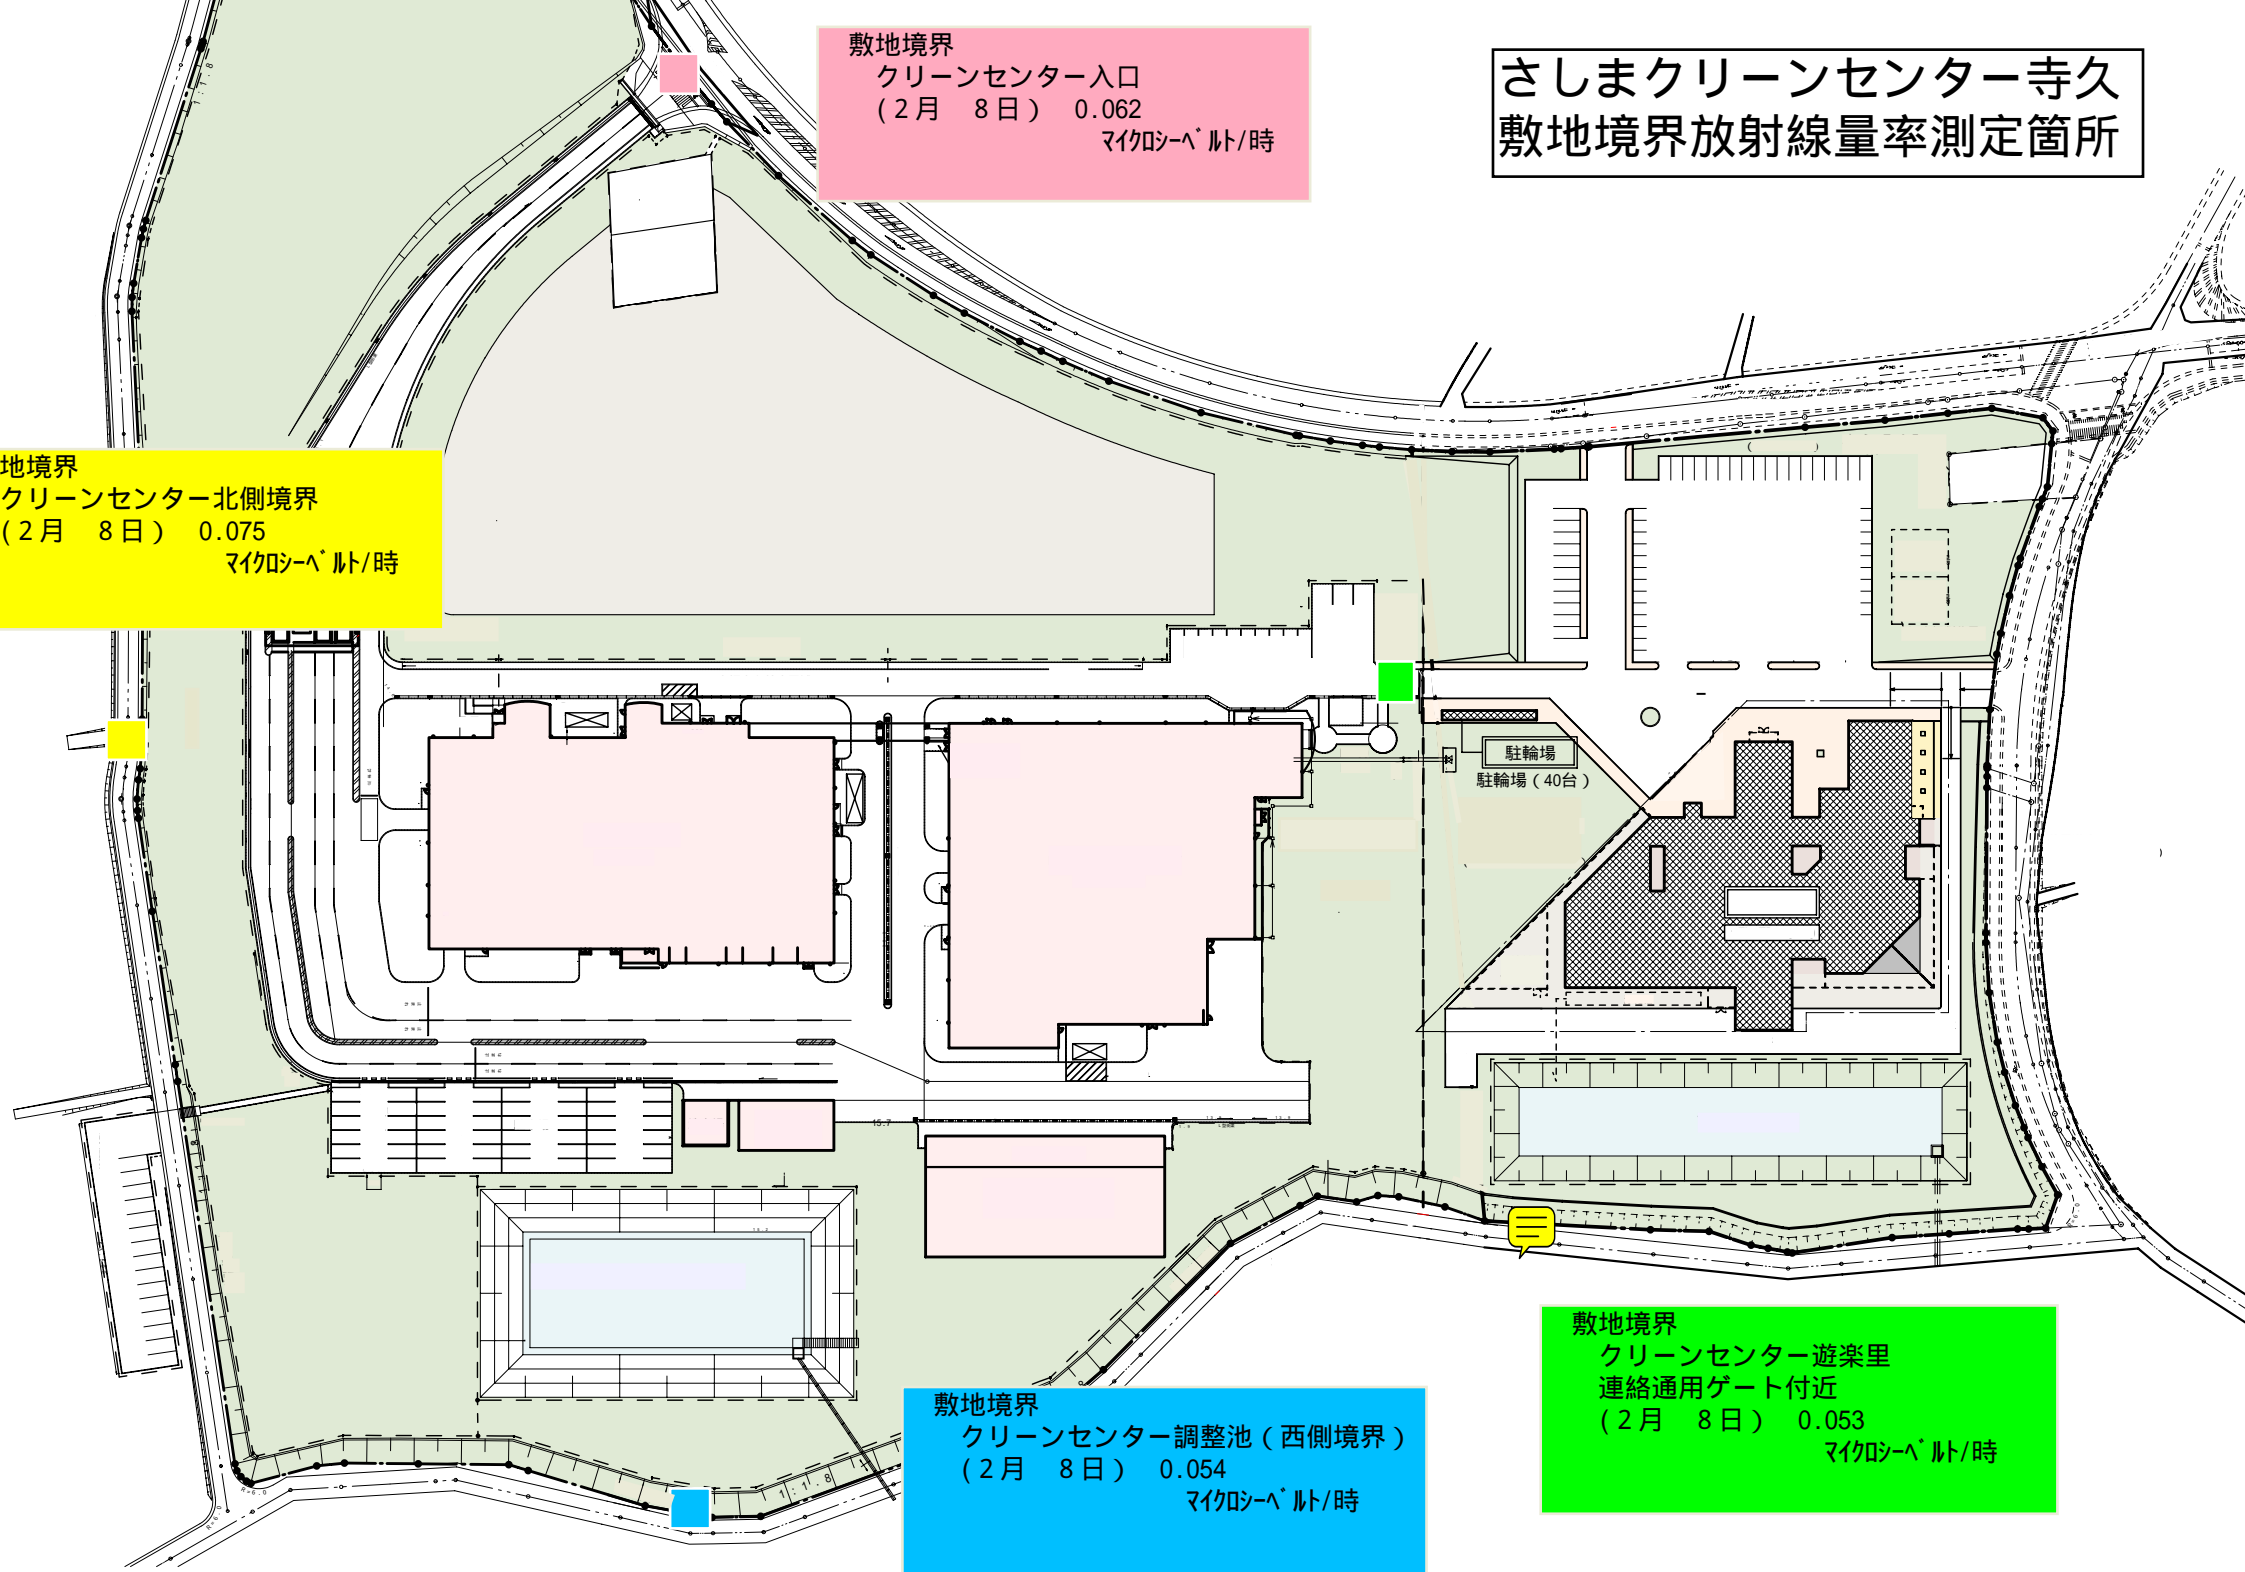 敷地境界
クリーンセンター入口
(2月　8日)　0.062
マイクロシーベルト/時
さしまクリーンセンター寺久
敷地境界放射線量率測定箇所
地境界
クリーンセンター北側境界
(2月　8日)　0.075
マイクロシーベルト/時
駐輪場
駐輪場(40台)
15.7
敷地境界
クリーンセンター遊楽里
連絡通用ゲート付近
(2月　8日)　0.053
マイクロシーベルト/時
敷地境界
クリーンセンター調整池(西側境界)
(2月　8日)　0.054
マイクロシーベルト/時
1:1.8
R=6.0
R=6.0